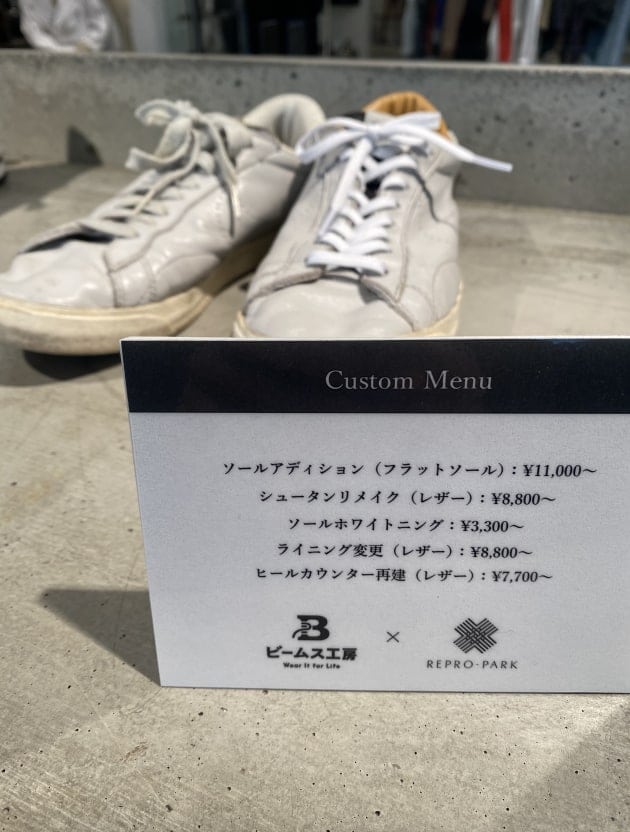 Custom Menu
ソールアディション（フラットソール）：¥11,000〜
シュータンリメイク（レザー）：¥8,800〜
ソールホワイトニング：¥3,300〜
ライニング変更（レザー）：¥8,800〜
ヒールカウンター再建（レザー）：¥7,700〜
B
ビームス工房
Wear it for Life
×
REPRO-PARK